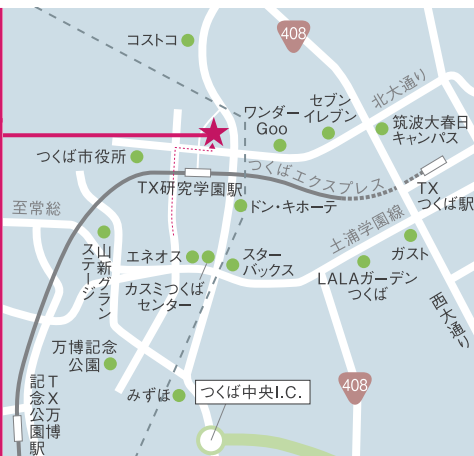 コストコ
408
ワンダー
Goo
セブン
イレブン
北大通り
筑波大春日
キャンパス
つくば市役所
TX研究学園駅
つくばエクスプレス
TX
つくば駅
至常総
ドン・キホーテ
土浦学園線
山新グラン
ステージ
エネオス
スター
バックス
ガスト
カスミつくば
センター
LALAガーデン
つくば
西大通り
万博記念
公園
みずほ
つくば中央I.C.
408
TX万博
記念公園駅